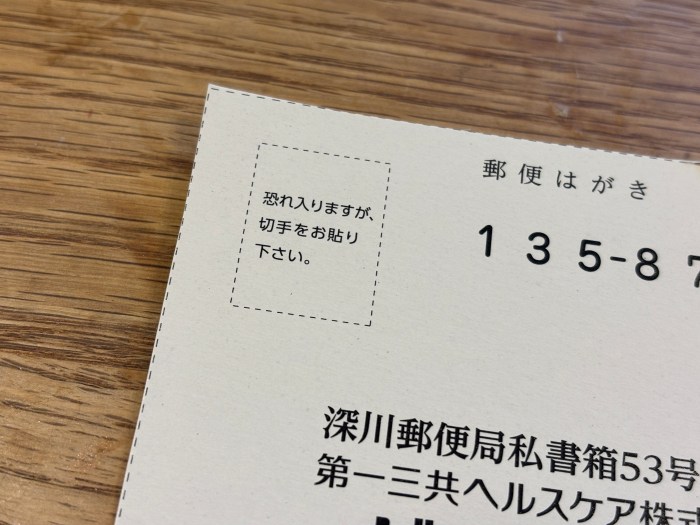 郵便はがき
恐れ入りますが、
切手をお貼り
下さい。
135-87
深川郵便局私書箱53号
第一三共ヘルスケア株式